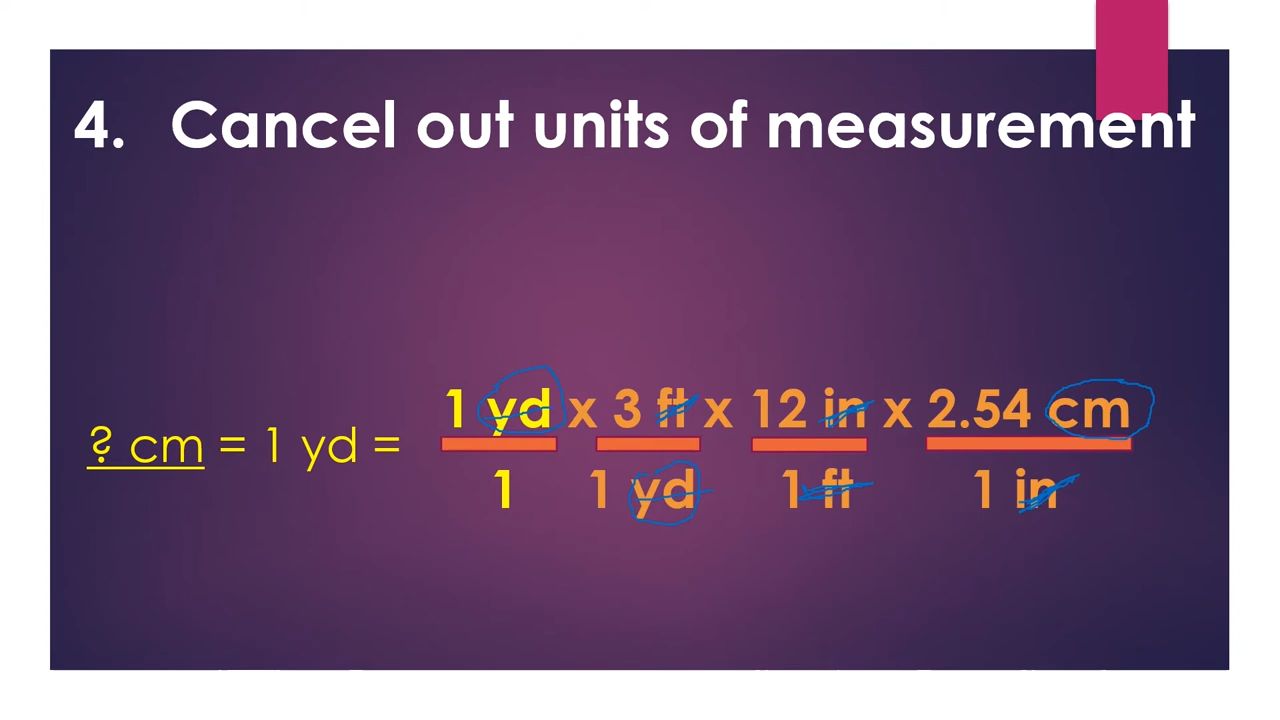 4. Cancel out units of measurement
? cm = 1 yd =
1 yd x 3 ft x 12 in x 2.54 cm
1 1 yd 1 ft 1 in